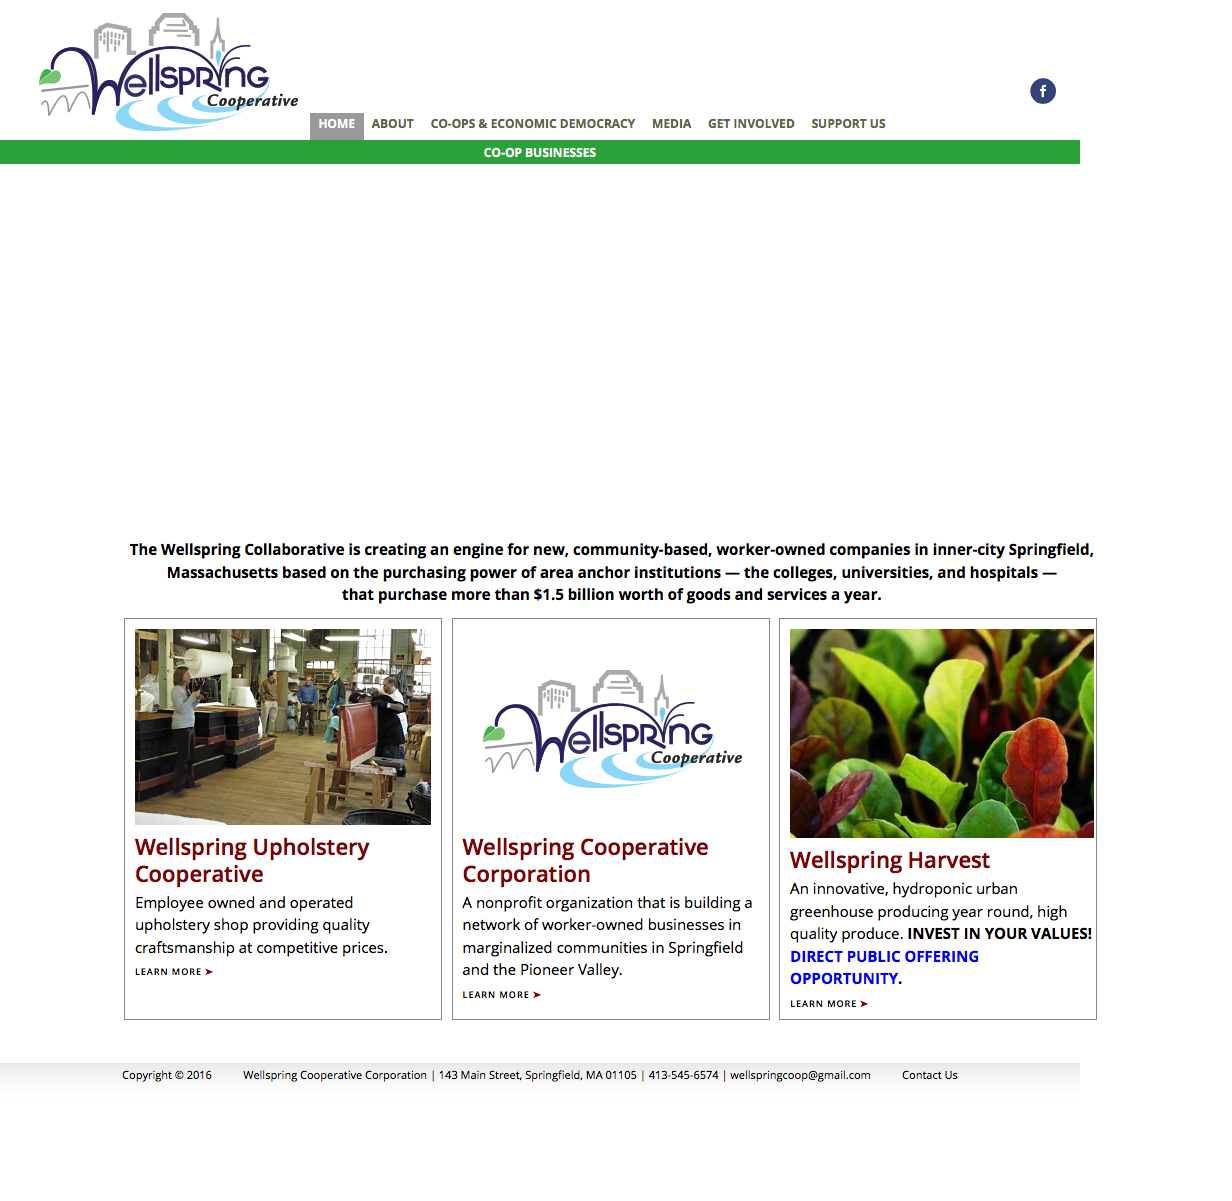 Wellspring
Cooperative
HOME ABOUT CO-OPS & ECONOMIC DEMOCRACY MEDIA GET INVOLVED SUPPORT US
CO-OP BUSINESSES
The Wellspring Collaborative is creating an engine for new, community-based, worker-owned companies in inner-city Springfield,
Massachusetts based on the purchasing power of area anchor institutions — the colleges, universities, and hospitals —
that purchase more than $1.5 billion worth of goods and services a year.
Wellspring Upholstery
Cooperative
Employee owned and operated
upholstery shop providing quality
craftsmanship at competitive prices.
LEARN MORE ➤
Wellspring
Cooperative
Wellspring Cooperative
Corporation
A nonprofit organization that is building a
network of worker-owned businesses in
marginalized communities in Springfield
and the Pioneer Valley.
LEARN MORE ➤
Wellspring Harvest
An innovative, hydroponic urban
greenhouse producing year round, high
quality produce. INVEST IN YOUR VALUES!
DIRECT PUBLIC OFFERING
OPPORTUNITY.
LEARN MORE ➤
Copyright © 2016 Wellspring Cooperative Corporation | 143 Main Street, Springfield, MA 01105 | 413-545-6574 | wellspringcoop@gmail.com Contact Us